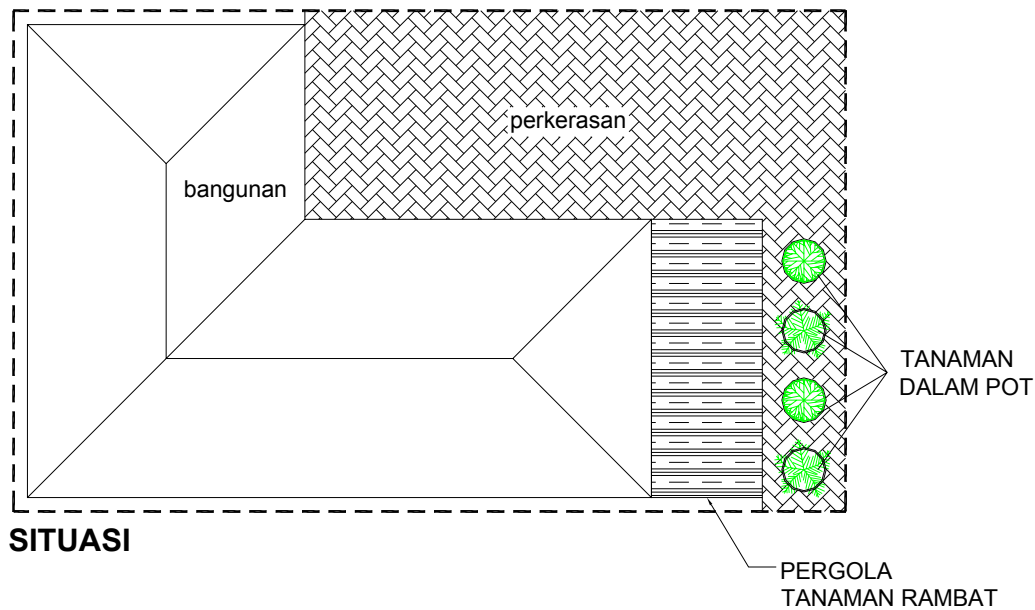 perkerasan
bangunan
TANAMAN
DALAM POT
SITUASI
PERGOLA
TANAMAN RAMBAT